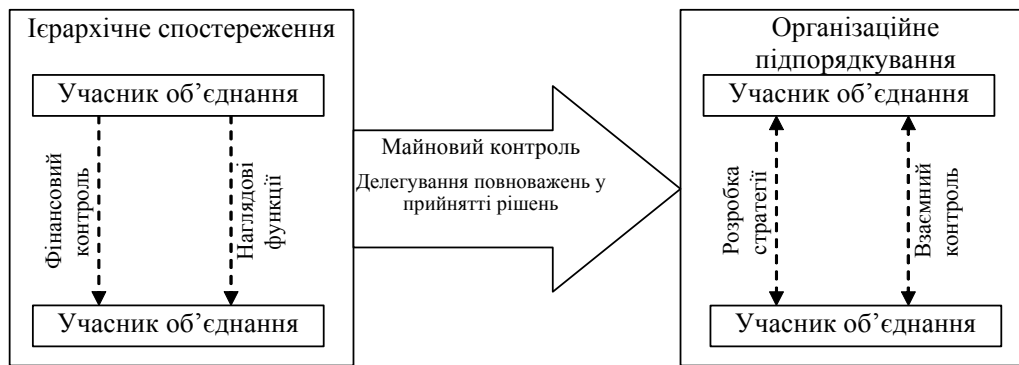 Ієрархічне спостереження
Учасник об’єднання
Фінансовий
контроль
Наглядові
функції
Учасник об’єднання
Майновий контроль
Делегування повноважень у
прийнятті рішень
Організаційне
підпорядкування
Учасник об’єднання
Розробка
стратегії
Взаємний
контроль
Учасник об’єднання